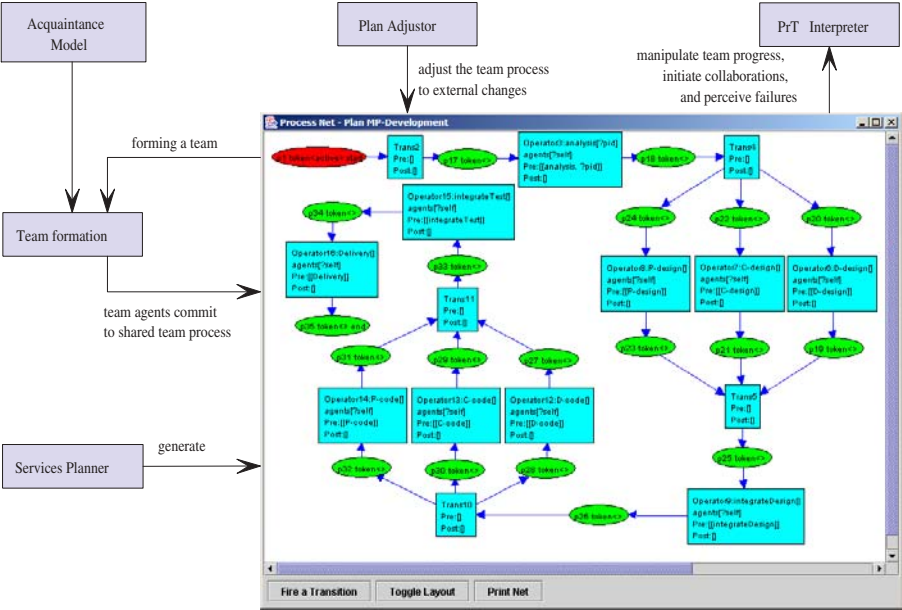 Acquaintance
Model
Plan Adjustor
PrT Interpreter
adjust the team process
to external changes
manipulate team progress,
initiate collaborations,
and perceive failures
forming a team
Team formation
team agents commit
to shared team process
Services Planner
generate
Process Net - Plan MP-Development
token<active> start
Trans2
Pre:[]
Post:[]
p17 token<>
:analysis[?pid]
agents[?self]
Pre:[[analysis, ?pid]]
Post:[]
p18 token<>
Pre:[]
Post:[]
p24 token<>
p22 token<>
p20 token<>
:P-design[]
agents[?self]
Pre:[[P-design]]
Post:[]
:C-design[]
agents[?self]
Pre:[[C-design]]
Post:[]
:D-design[]
agents[?self]
Pre:[[D-design]]
Post:[]
p23 token<>
p21 token<>
p19 token<>
Trans5
Pre:[]
Post:[]
p25 token<>
Operator9:integrateDesign[]
agents[?self]
Pre:[[integrateDesign]]
Post:[]
p26 token<>
Trans10
Pre:[]
Post:[]
p32 token<>
p30 token<>
p28 token<>
Operator14:P-code[]
agents[?self]
Pre:[[P-code]]
Post:[]
Operator13:C-code[]
agents[?self]
Pre:[[C-code]]
Post:[]
Operator12:D-code[]
agents[?self]
Pre:[[D-code]]
Post:[]
p31 token<>
p29 token<>
p27 token<>
Trans11
Pre:[]
Post:[]
p33 token<>
Operator15:integrateTest[]
agents[?self]
Pre:[[integrateTest]]
Post:[]
p34 token<>
Operator16:Delivery[]
agents[?self]
Pre:[[Delivery]]
Post:[]
p35 token<> end
Fire a Transition
Toggle Layout
Print Net